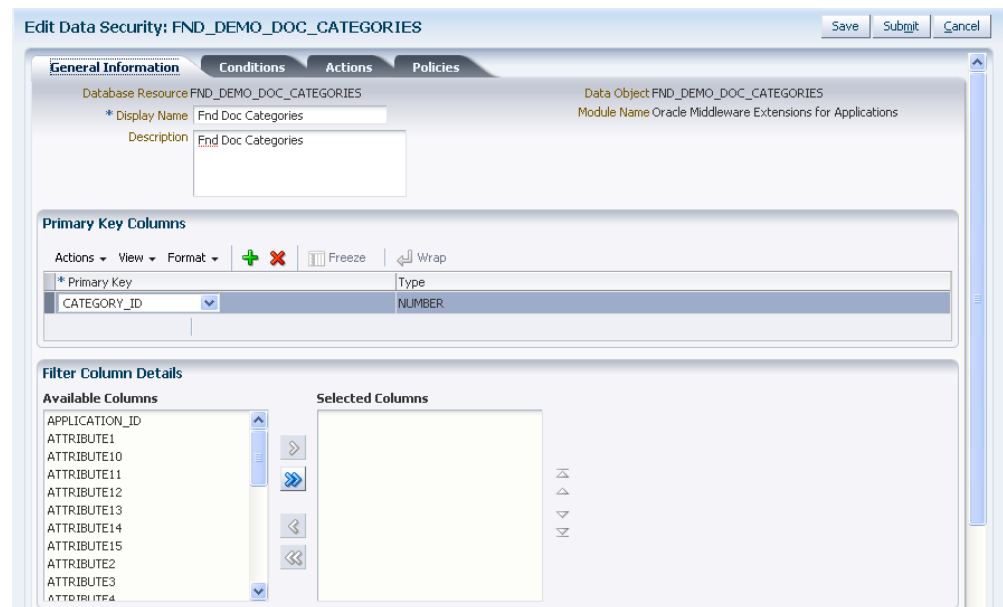 Edit Data Security: FND_DEMO_DOC_CATEGORIES
Save Submit Cancel
General Information Conditions Actions Policies
Database Resource FND_DEMO_DOC_CATEGORIES
Data Object FND_DEMO_DOC_CATEGORIES
* Display Name Fnd Doc Categories
Module Name Oracle Middleware Extensions for Applications
Description Fnd Doc Categories
Primary Key Columns
Actions View Format Freeze Wrap
* Primary Key Type
CATEGORY_ID NUMBER
Filter Column Details
Available Columns Selected Columns
APPLICATION_ID
ATTRIBUTE1
ATTRIBUTE10
ATTRIBUTE11
ATTRIBUTE12
ATTRIBUTE13
ATTRIBUTE14
ATTRIBUTE15
ATTRIBUTE2
ATTRIBUTE3
ATTRIBUTE4